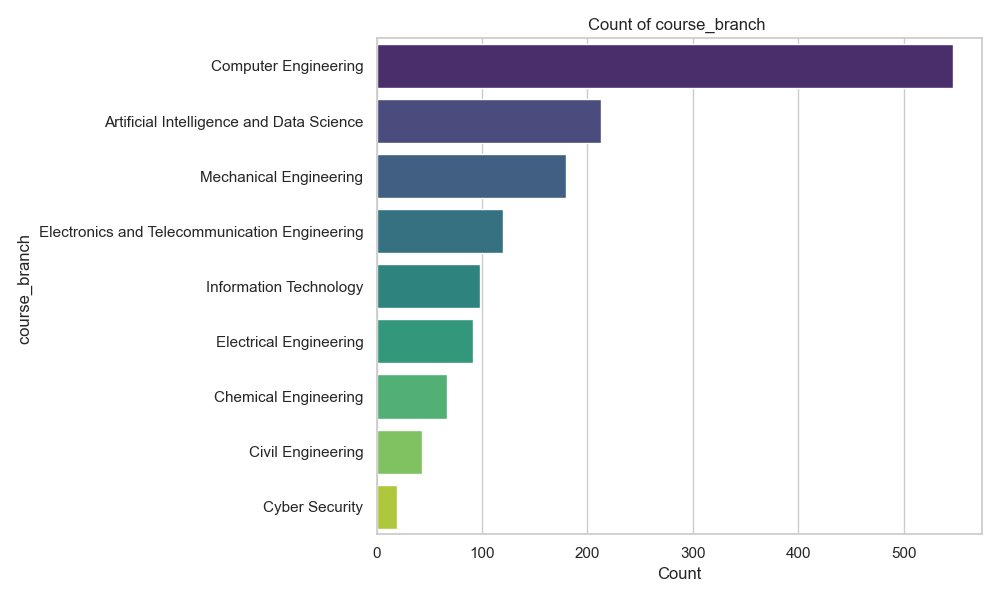 Count of course_branch
course_branch
Computer Engineering
Artificial Intelligence and Data Science
Mechanical Engineering
Electronics and Telecommunication Engineering
Information Technology
Electrical Engineering
Chemical Engineering
Civil Engineering
Cyber Security
0 100 200 300 400 500
Count